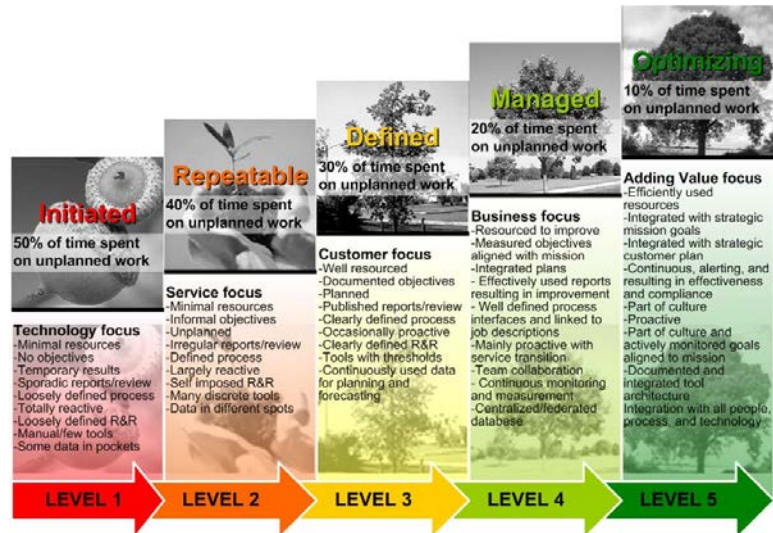 Initiated
50% of time spent
on unplanned work
Technology focus
-Minimal resources
-No objectives
-Temporary results
-Sporadic reports/review
-Loosely defined process
-Totally reactive
-Loosely defined R&R
-Manual/few tools
-Some data in pockets
LEVEL 1
Repeatable
40% of time spent
on unplanned work
Service focus
-Minimal resources
-Informal objectives
-Unplanned
-Irregular reports/review
-Defined process
-Largely reactive
-Self imposed R&R
-Many discrete tools
-Data in different spots
LEVEL 2
Defined
30% of time spent
on unplanned work
Customer focus
-Well resourced
-Documented objectives
-Planned
-Published reports/review
-Clearly defined process
-Occasionally proactive
-Clearly defined R&R
-Tools with thresholds
-Continuously used data
for planning and
forecasting
LEVEL 3
Managed
20% of time spent
on unplanned work
Business focus
-Resourced to improve
-Measured objectives
aligned with mission
-Integrated plans
- Effectively used reports
resulting in improvement
- Well defined process
interfaces and linked to
job descriptions
-Mainly proactive with
service transition
-Team collaboration
- Continuous monitoring
and measurement
-Centralized/federated
database
LEVEL 4
Optimizing
10% of time spent
on unplanned work
Adding Value focus
-Efficiently used
resources
-Integrated with strategic
mission goals
-Integrated with strategic
customer plan
-Continuous, alerting, and
resulting in effectiveness
and compliance
-Part of culture
-Proactive
-Part of culture and
actively monitored goals
aligned to mission
-Documented and
integrated tool
architecture
Integration with all people,
process, and technology
LEVEL 5